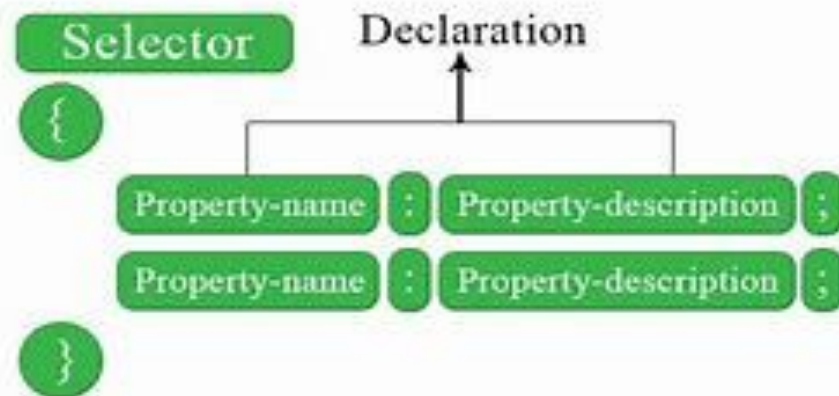 Selector
Declaration
{
Property-name : Property-description ;
Property-name : Property-description ;
}